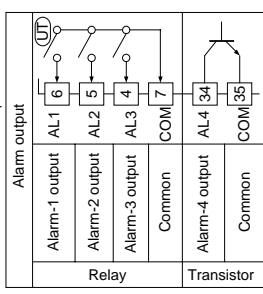 Alarm output
UT
6
5
4
7
34
35
AL1
AL2
AL3
COM
AL4
COM
Alarm-1 output
Alarm-2 output
Alarm-3 output
Common
Alarm-4 output
Common
Relay
Transistor